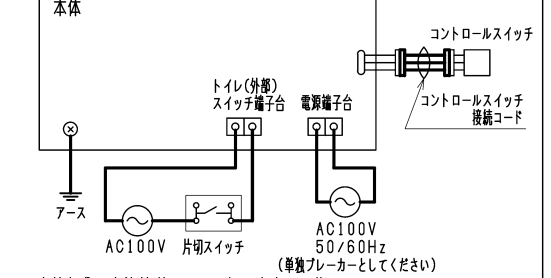 本体
コントロールスイッチ
トイレ(外部)
スイッチ端子台
電源端子台
コントロールスイッチ
接続コード
アース
AC100V
片切スイッチ
AC100V
50/60Hz
(単独ブレーカーとしてください)